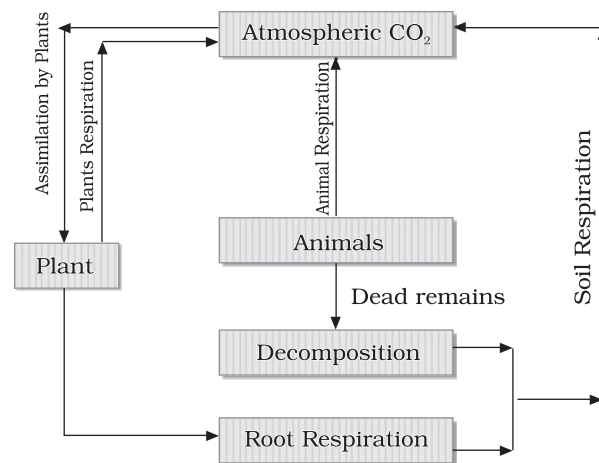 Atmospheric CO₂
Assimilation by Plants
Plants Respiration
Animal Respiration
Soil Respiration
Animals
Plant
Dead remains
Decomposition
Root Respiration